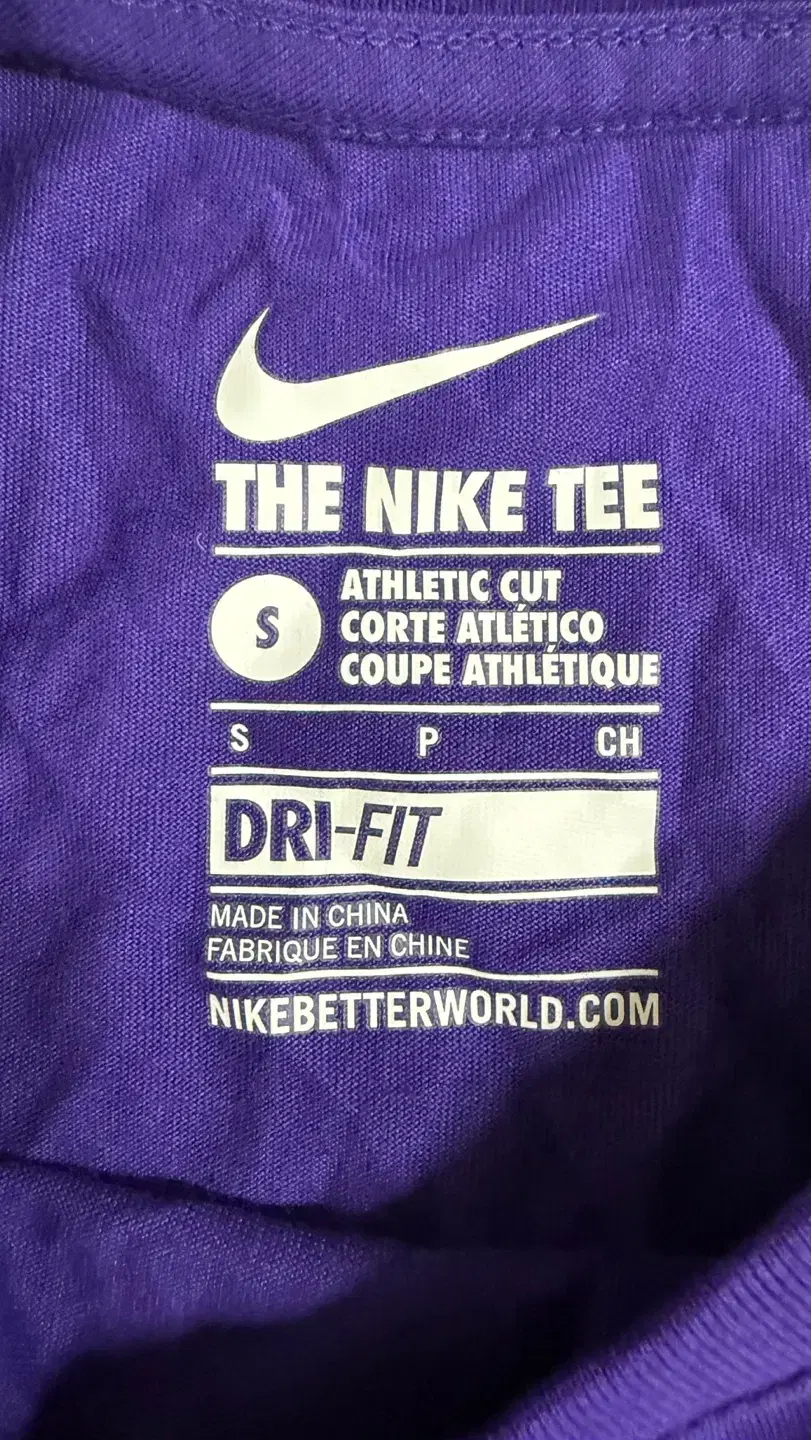 THE NIKE TEE
S
ATHLETIC CUT
CORTE ATLÉTICO
COUPE ATHLÉTIQUE
S P CH
DRI-FIT
MADE IN CHINA
FABRIQUE EN CHINE
NIKEBETTERWORLD.COM